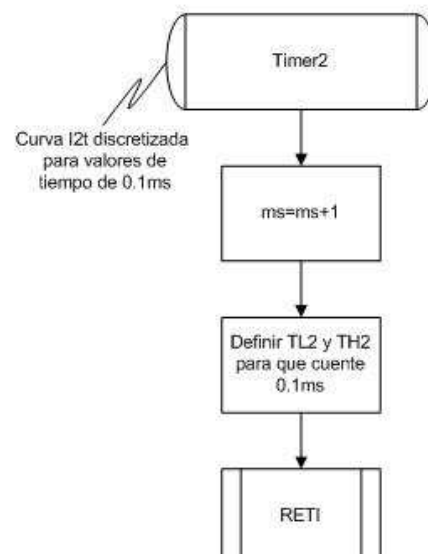 Timer2
Curva I2t discretizada
para valores de
tiempo de 0.1ms
ms=ms+1
Definir TL2 y TH2
para que cuente
0.1ms
RETI